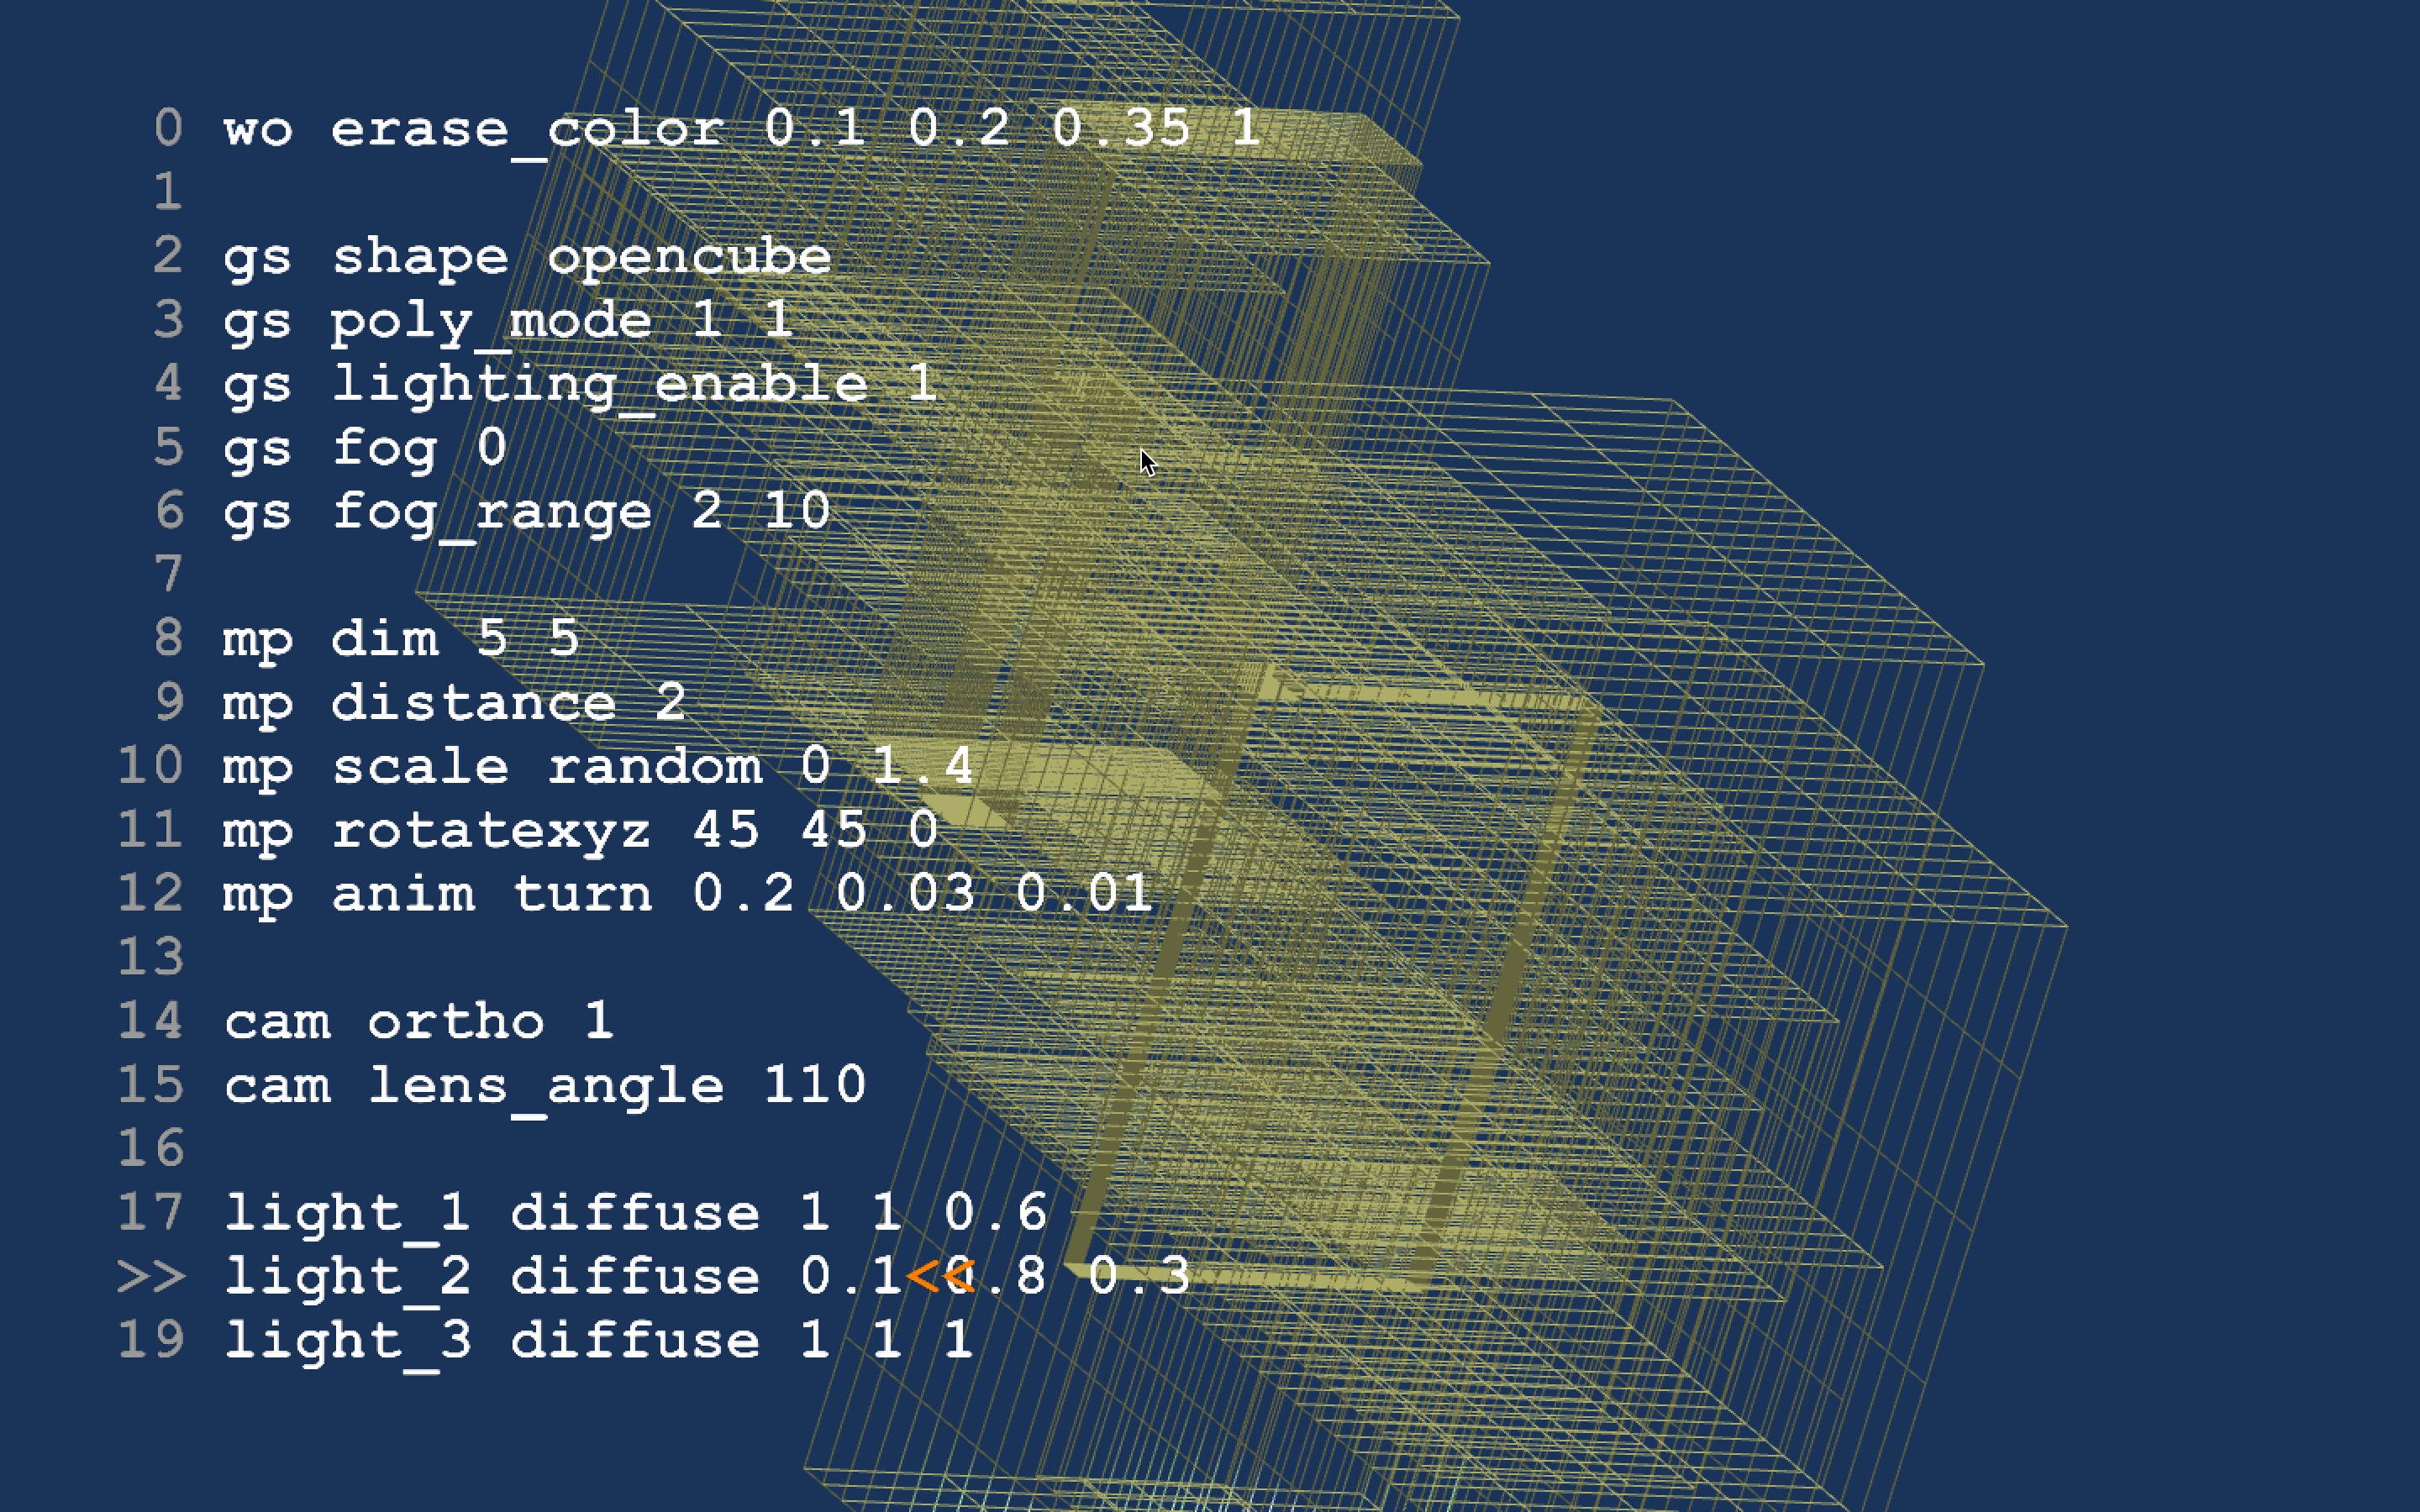 0 wo erase_color 0.1 0.2 0.35 1
1
2 gs shape opencube
3 gs poly_mode 1 1
4 gs lighting_enable 1
5 gs fog 0
6 gs fog_range 2 10
7
8 mp dim 5 5
9 mp distance 2
10 mp scale random 0 1.4
11 mp rotatexyz 45 45 0
12 mp anim turn 0.2 0.03 0.01
13
14 cam ortho 1
15 cam lens_angle 110
16
17 light_1 diffuse 1 1 0.6
>> light_2 diffuse 0.1<<0.8 0.3
19 light_3 diffuse 1 1 1